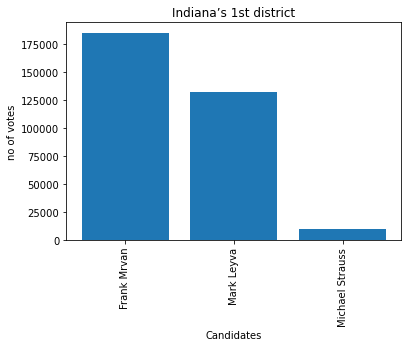 Indiana’s 1st district
no of votes
175000
150000
125000
100000
75000
50000
25000
0
Frank Mrvan
Mark Leyva
Michael Strauss
Candidates